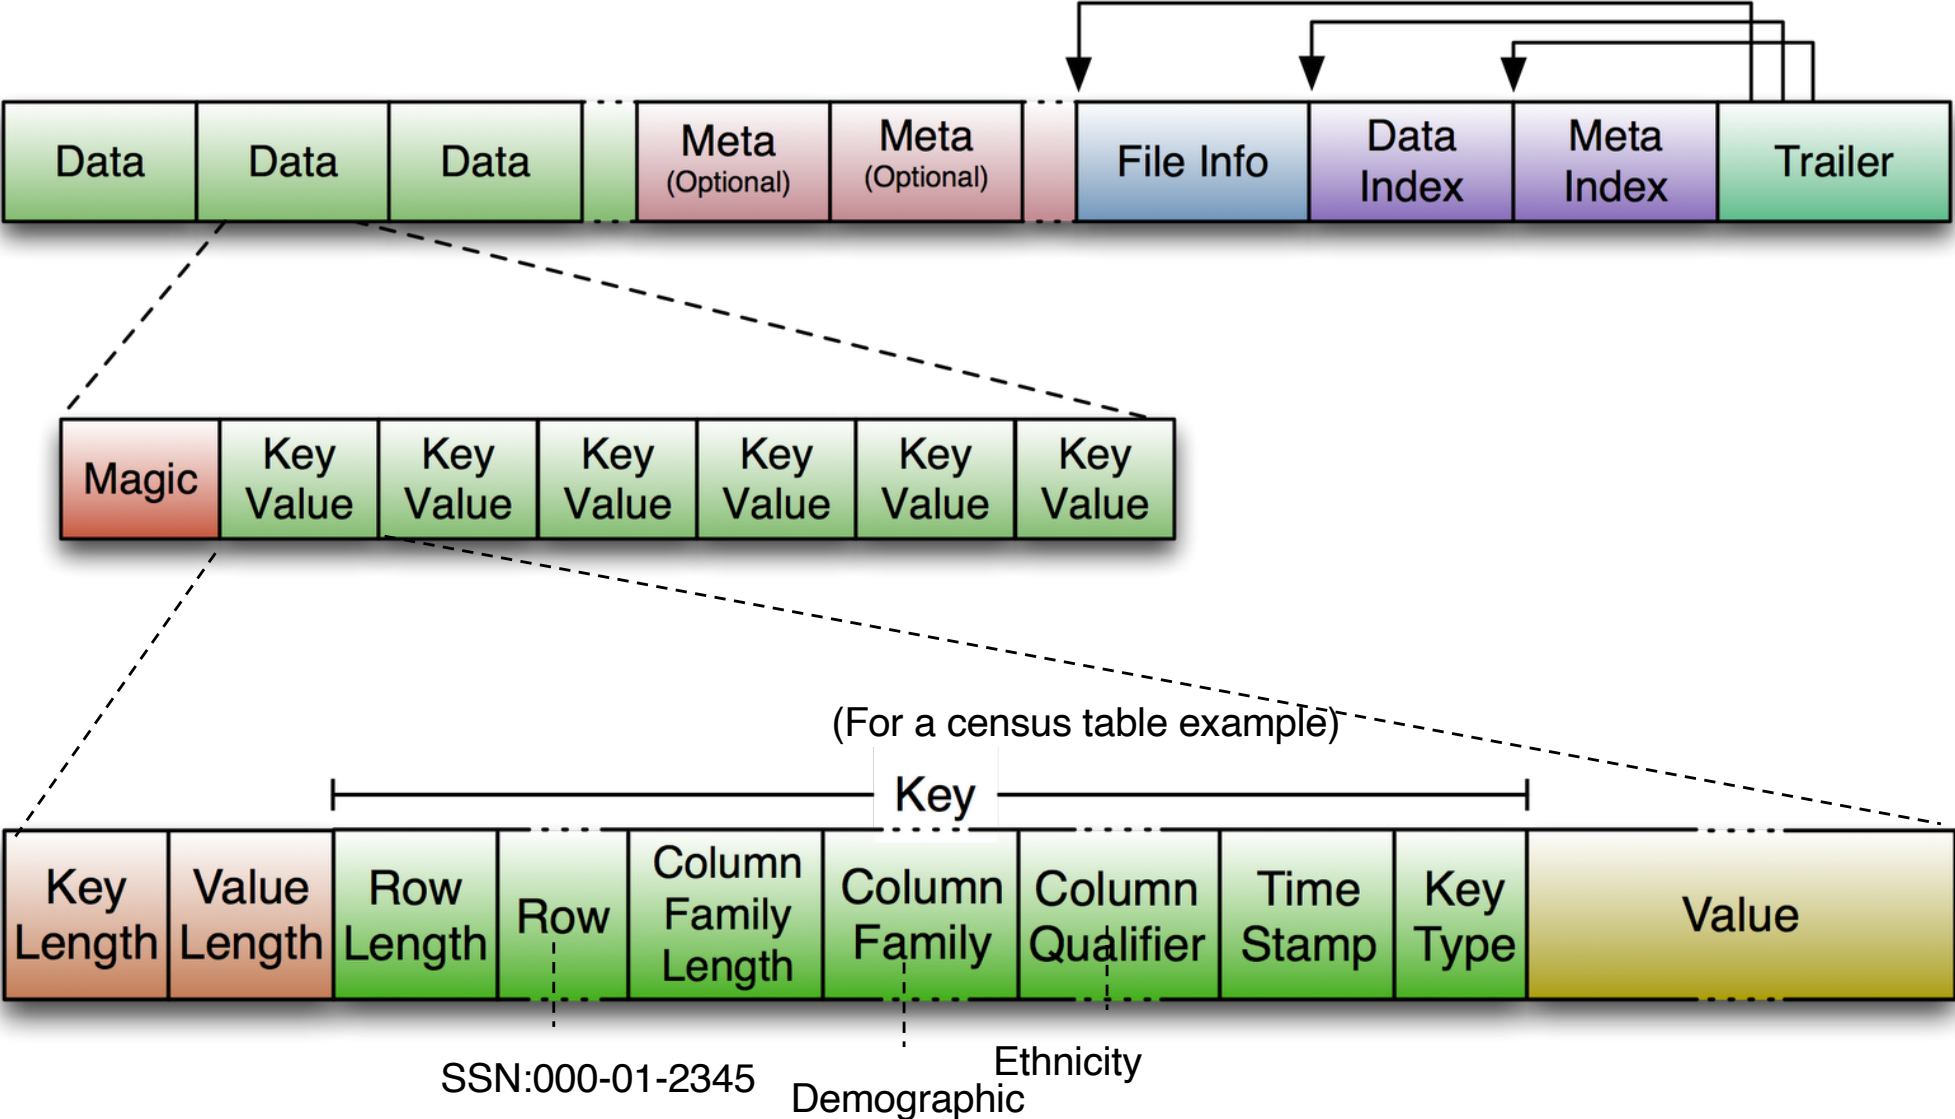 Data
Data
Data
Meta
(Optional)
Meta
(Optional)
File Info
Data
Index
Meta
Index
Trailer
Magic
Key
Value
Key
Value
Key
Value
Key
Value
Key
Value
Key
Value
(For a census table example)
Key
Key
Length
Value
Length
Row
Length
Row
Column
Family
Length
Column
Family
Column
Qualifier
Time
Stamp
Key
Type
Value
SSN:000-01-2345
Demographic
Ethnicity